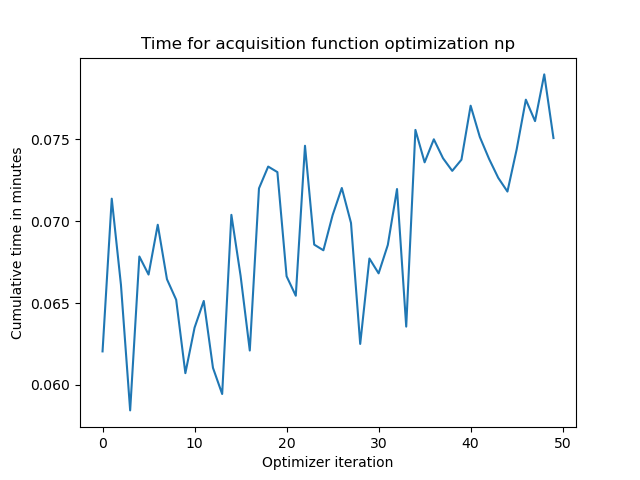 Time for acquisition function optimization np
Cumulative time in minutes
0.075
0.070
0.065
0.060
0 10 20 30 40 50
Optimizer iteration